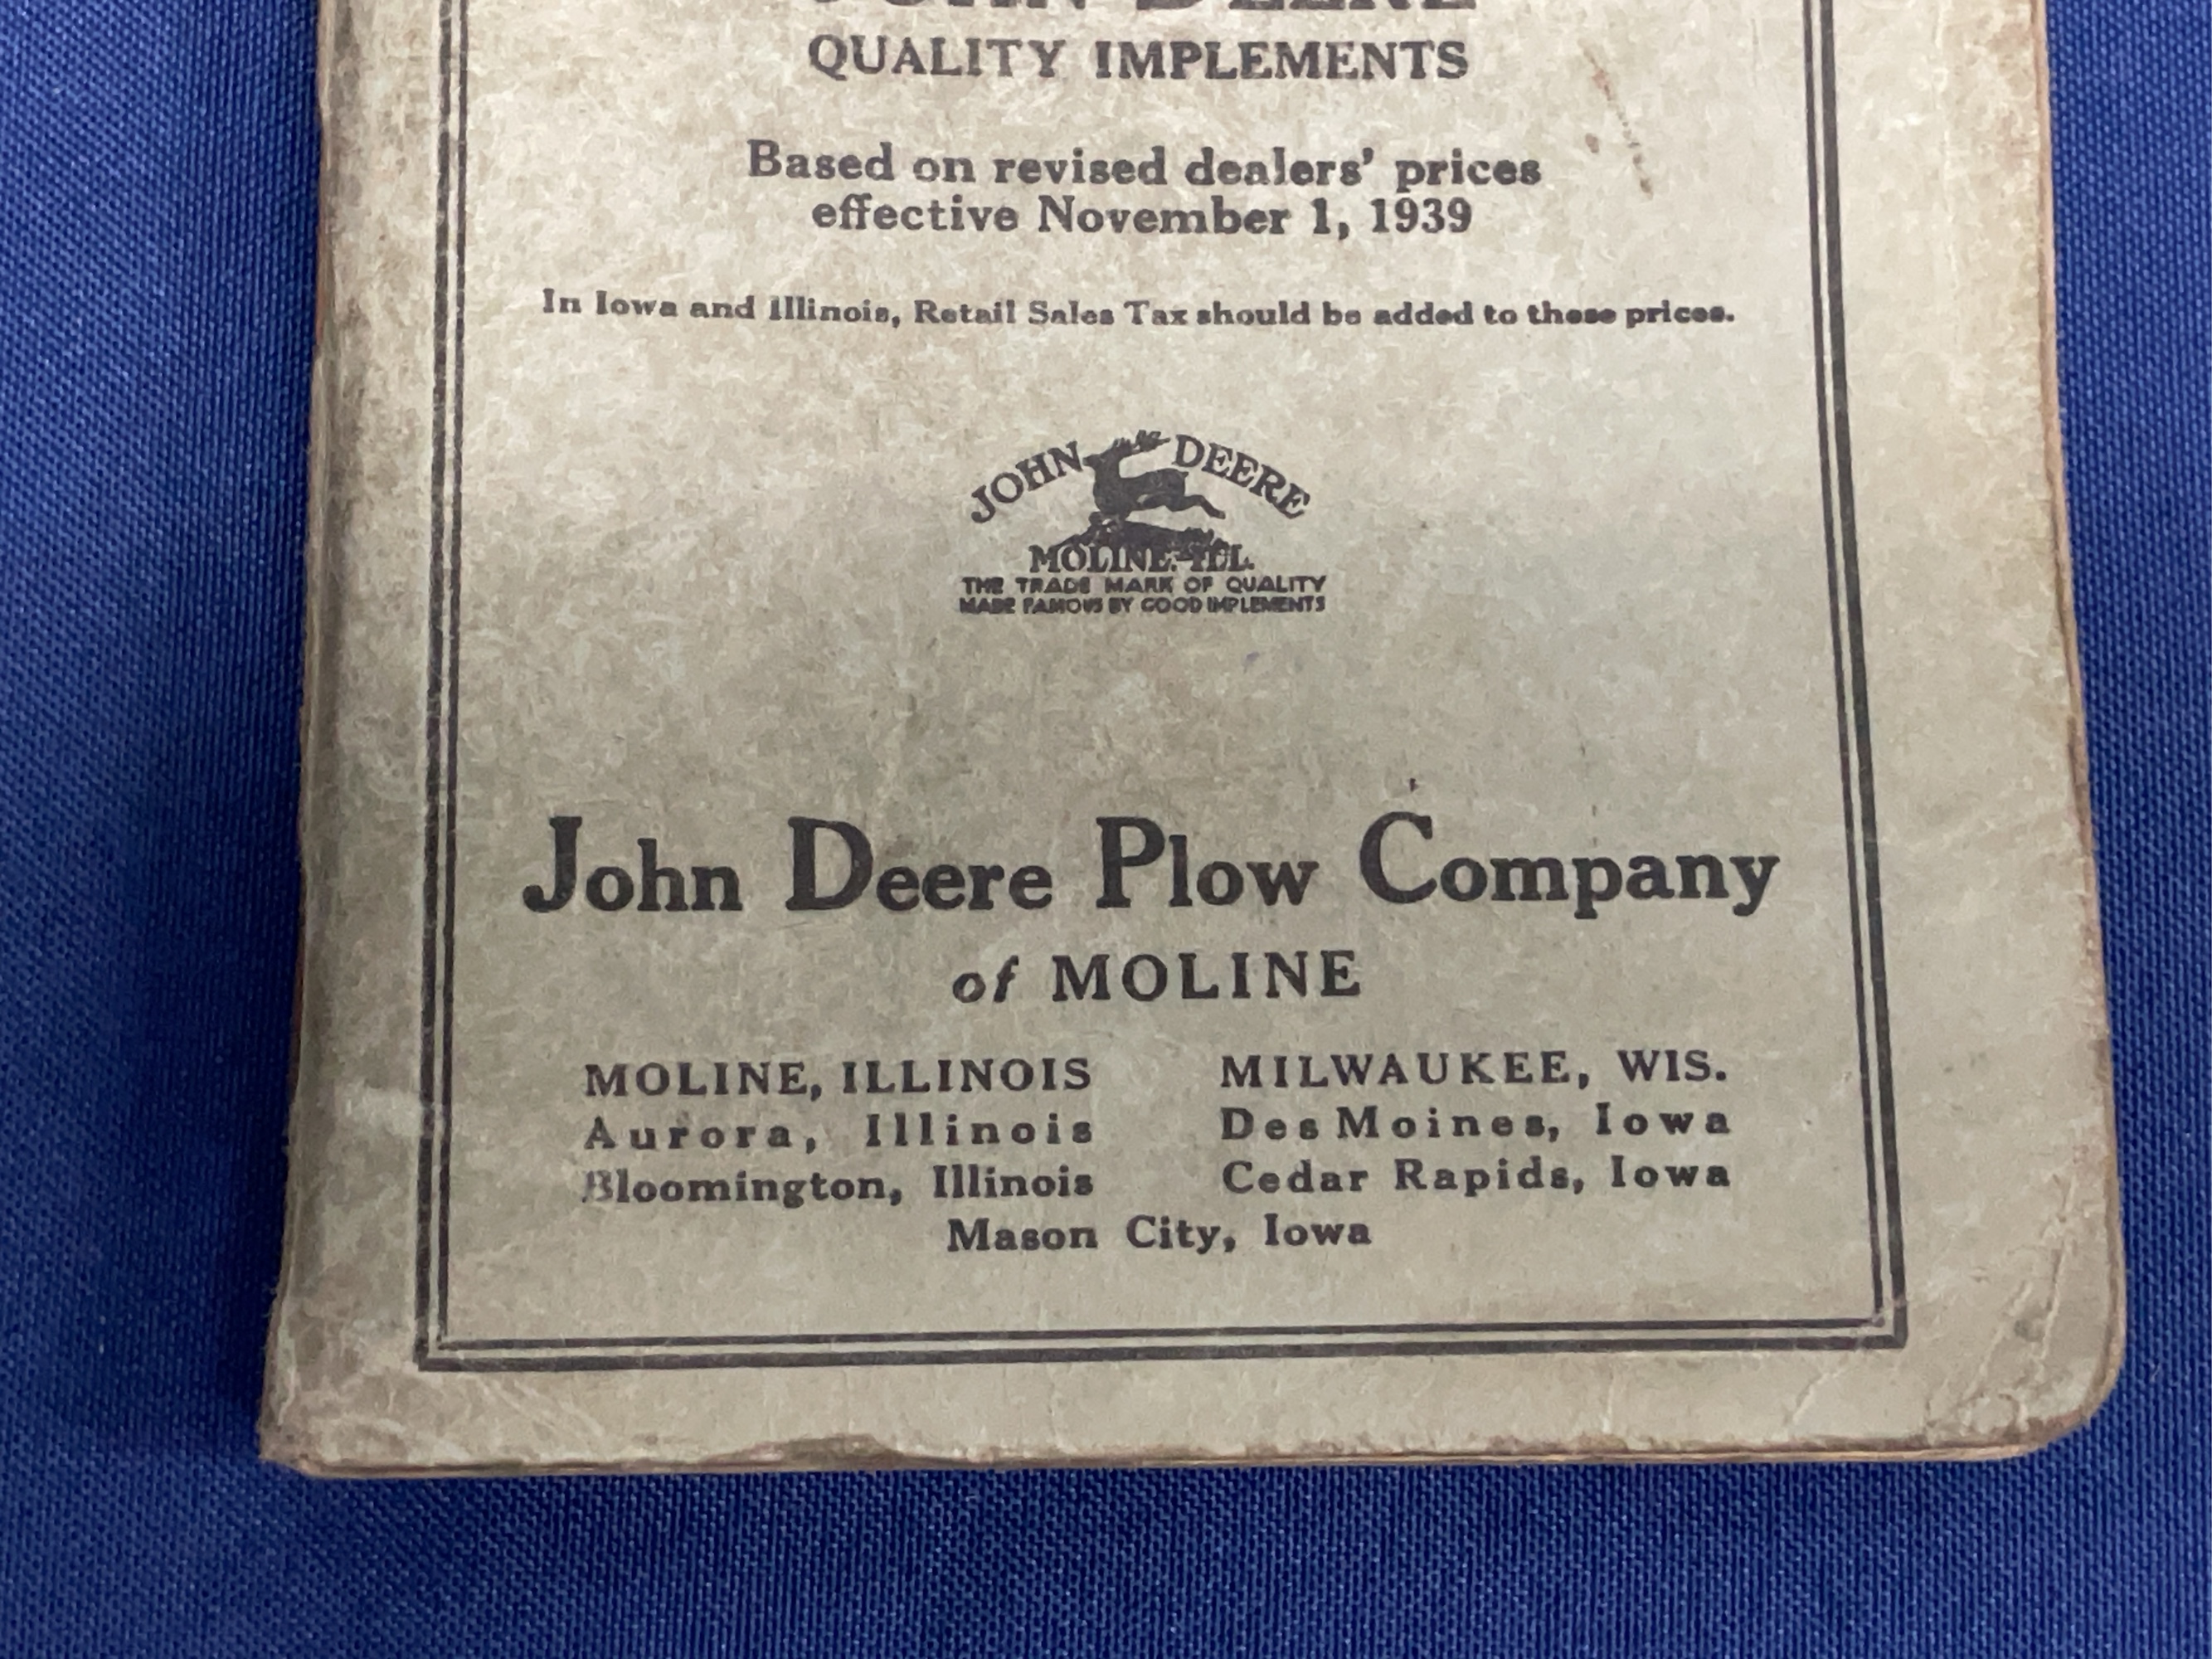 JOHN DEERE
QUALITY IMPLEMENTS
Based on revised dealers' prices
effective November 1, 1939
In Iowa and Illinois, Retail Sales Tax should be added to these prices.
JOHN DEERE
MOLINE, ILL.
THE TRADE MARK OF QUALITY
MADE FAMOUS BY GOOD IMPLEMENTS
John Deere Plow Company
of MOLINE
MOLINE, ILLINOIS MILWAUKEE, WIS.
Aurora, Illinois Des Moines, Iowa
Bloomington, Illinois Cedar Rapids, Iowa
Mason City, Iowa